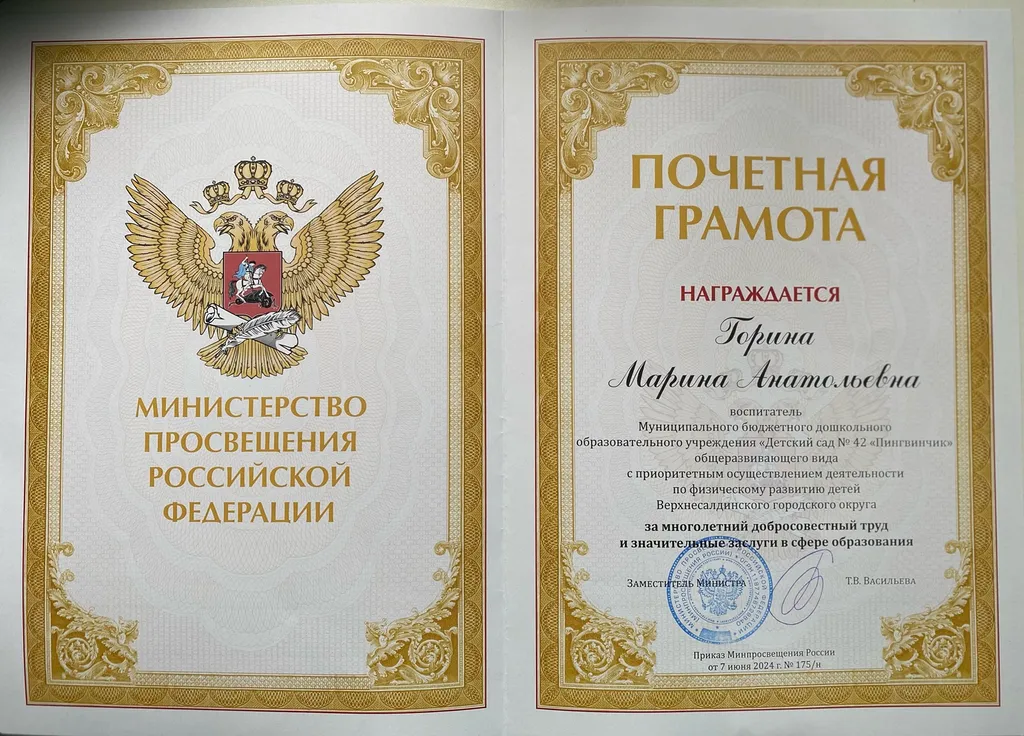 МИНИСТЕРСТВО
ПРОСВЕЩЕНИЯ
РОССИЙСКОЙ
ФЕДЕРАЦИИ
ПОЧЕТНАЯ
ГРАМОТА
НАГРАЖДАЕТСЯ
Горина
Марина Анатольевна
воспитатель
Муниципального бюджетного дошкольного
образовательного учреждения «Детский сад № 42 «Пингвинчик»
общеразвивающего вида
с приоритетным осуществлением деятельности
по физическому развитию детей
Верхнесалдинского городского округа
за многолетний добросовестный труд
и значительные заслуги в сфере образования
Заместитель Министра
Т.В. Васильева
Приказ Минпросвещения России
от 7 июня 2024 г. № 175/н